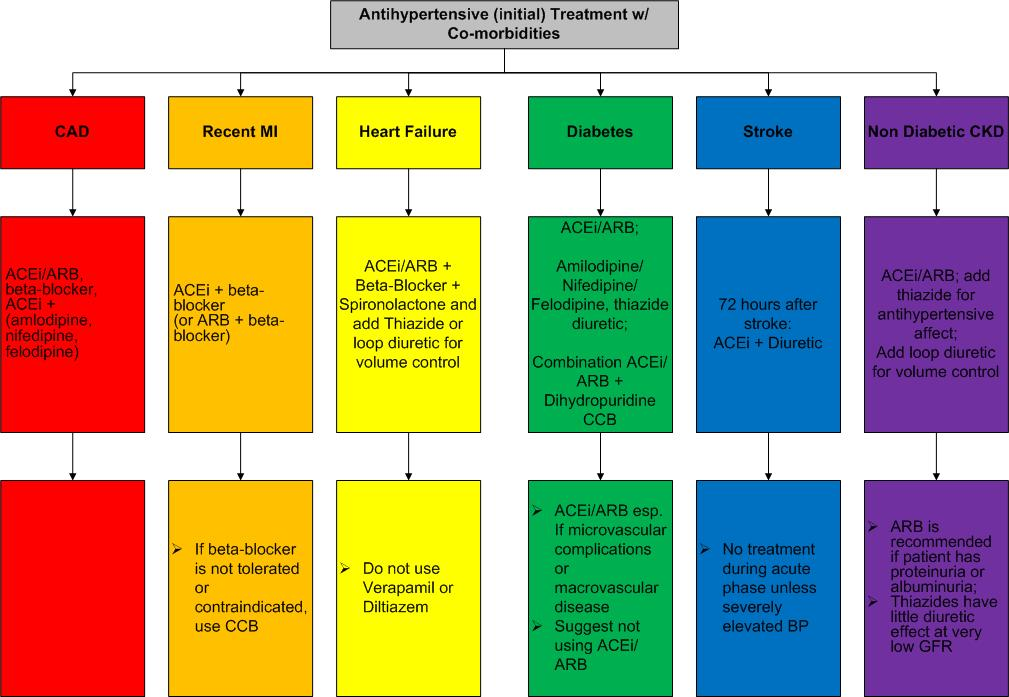 Antihypertensive (initial) Treatment w/
Co-morbidities
CAD
Recent MI
Heart Failure
Diabetes
Stroke
Non Diabetic CKD
ACEi/ARB,
beta-blocker,
ACEi +
(amlodipine,
nifedipine,
felodipine)
ACEi + beta-
blocker
(or ARB + beta-
blocker)
ACEi/ARB +
Beta-Blocker +
Spironolactone and
add Thiazide or
loop diuretic for
volume control
ACEi/ARB;
Amilodipine/
Nifedipine/
Felodipine, thiazide
diuretic;
Combination ACEi/
ARB +
Dihydropuridine
CCB
72 hours after
stroke:
ACEi + Diuretic
ACEi/ARB; add
thiazide for
antihypertensive
affect;
Add loop diuretic
for volume control
➢ If beta-blocker
is not tolerated
or
contraindicated,
use CCB
➢ Do not use
Verapamil or
Diltiazem
➢ ACEi/ARB esp.
If microvascular
complications
or
macrovascular
disease
➢ Suggest not
using ACEi/
ARB
➢ No treatment
during acute
phase unless
severely
elevated BP
➢ ARB is
recommended
if patient has
proteinuria or
albuminuria;
➢ Thiazides have
little diuretic
effect at very
low GFR